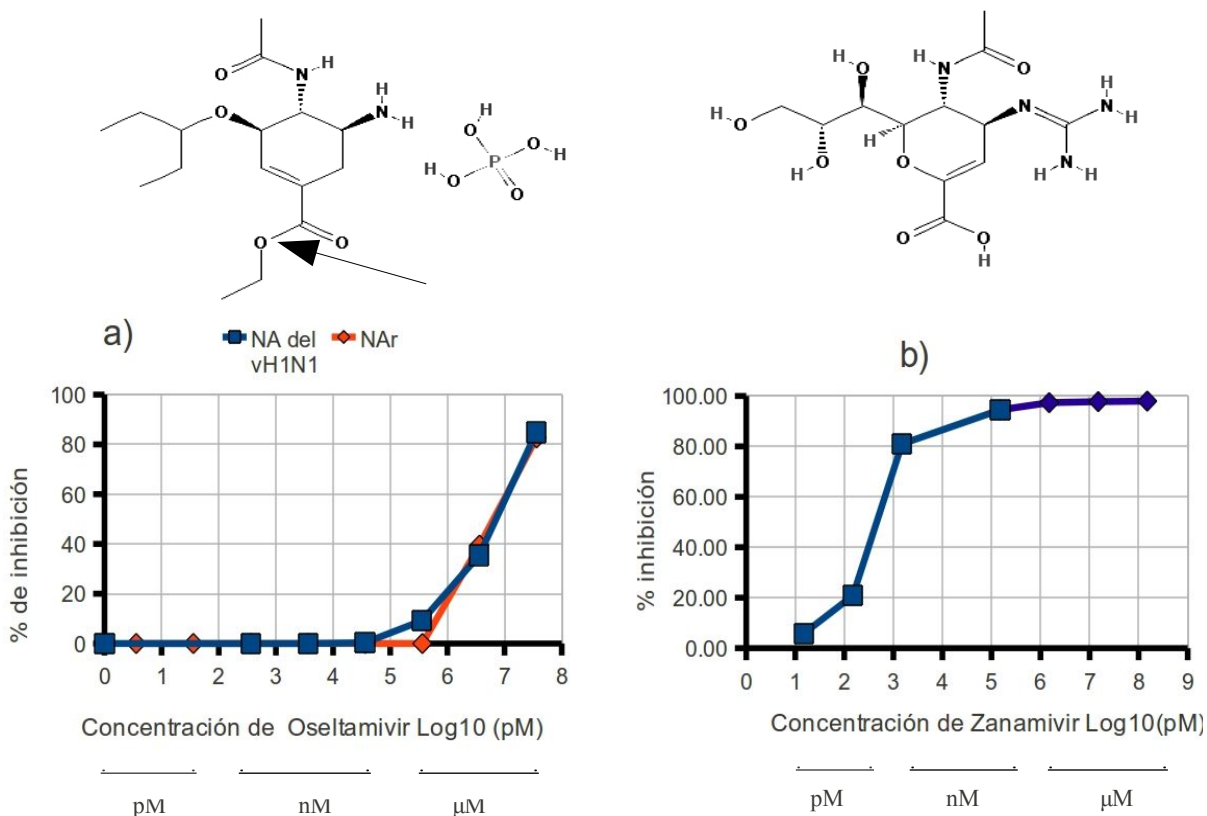 H
N
O
O
H
N
H
O
O
H
O
H
O
P
O
H
H
O
O
H
O
H
O
H
O
H
O
H
N
O
H
O
N
N
H
H
N
H
H
O
O
H
a)
NA del vH1N1
NAr
100
80
60
40
20
0
% de inhibición
0 1 2 3 4 5 6 7 8
Concentración de Oseltamivir Log10 (pM)
pM nM µM
b)
100.00
80.00
60.00
40.00
20.00
0.00
% inhibición
0 1 2 3 4 5 6 7 8 9
Concentración de Zanamivir Log10(pM)
pM nM µM